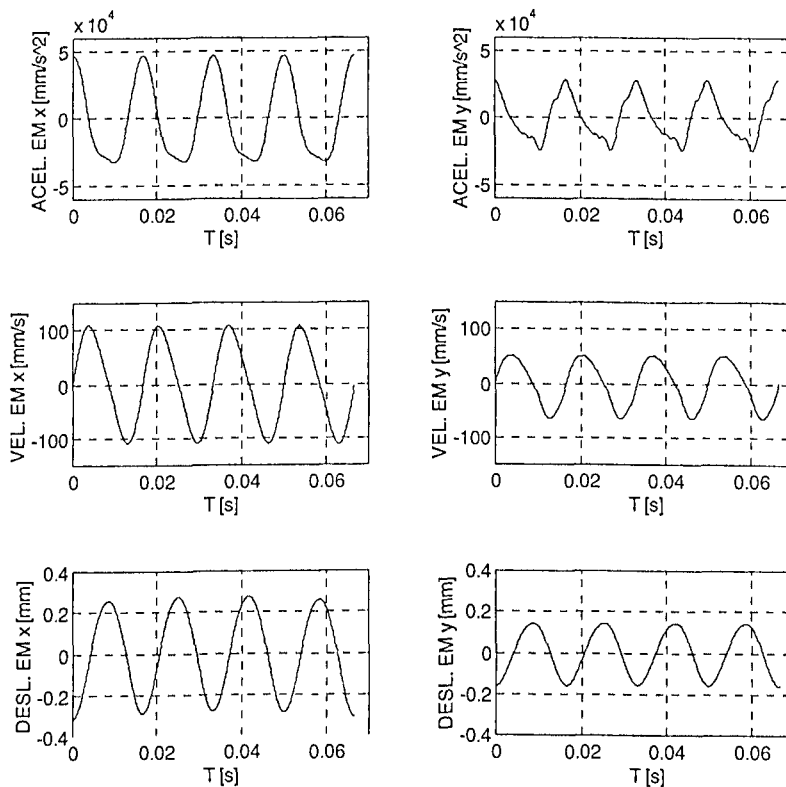 x 10^4
ACEL. EM x [mm/s^2]
5
0
-5
0 0.02 0.04 0.06
T [s]
x 10^4
ACEL. EM y [mm/s^2]
5
0
-5
0 0.02 0.04 0.06
T [s]
VEL. EM x [mm/s]
100
0
-100
0 0.02 0.04 0.06
T [s]
VEL. EM y [mm/s]
100
0
-100
0 0.02 0.04 0.06
T [s]
DESL. EM x [mm]
0.4
0.2
0
-0.2
-0.4
0 0.02 0.04 0.06
T [s]
DESL. EM y [mm]
0.4
0.2
0
-0.2
-0.4
0 0.02 0.04 0.06
T [s]